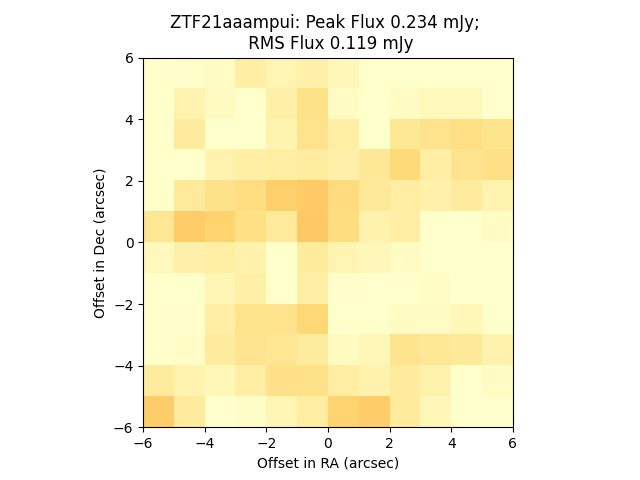 ZTF21aaampui: Peak Flux 0.234 mJy;
RMS Flux 0.119 mJy
6
4
2
0
−2
−4
−6
Offset in Dec (arcsec)
−6 −4 −2 0 2 4 6
Offset in RA (arcsec)